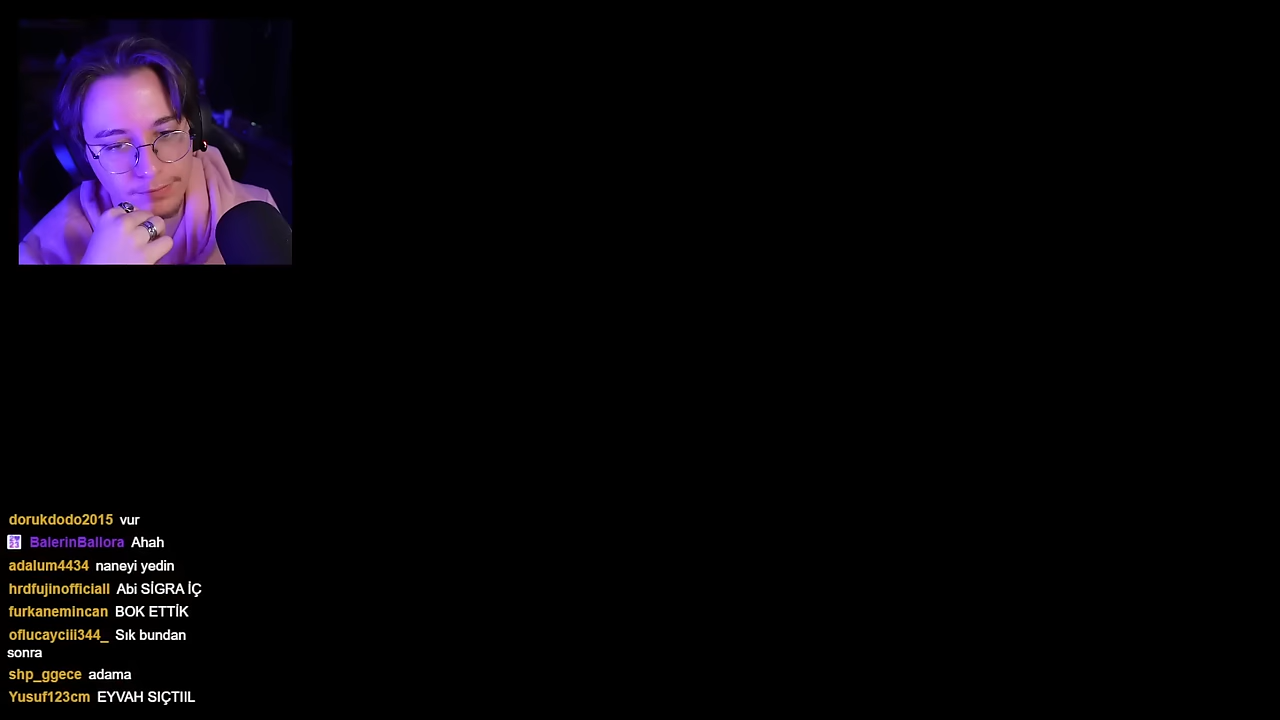 dorukdodo2015 vur
BalerinBallora Ahah
adalum4434 naneyi yedin
hrdfujinofficiall Abi SİGRA İÇ
furkanemincan BOK ETTİK
oflucayciii344_ Sık bundan
sonra
shp_ggece adama
Yusuf123cm EYVAH SIÇTIIL